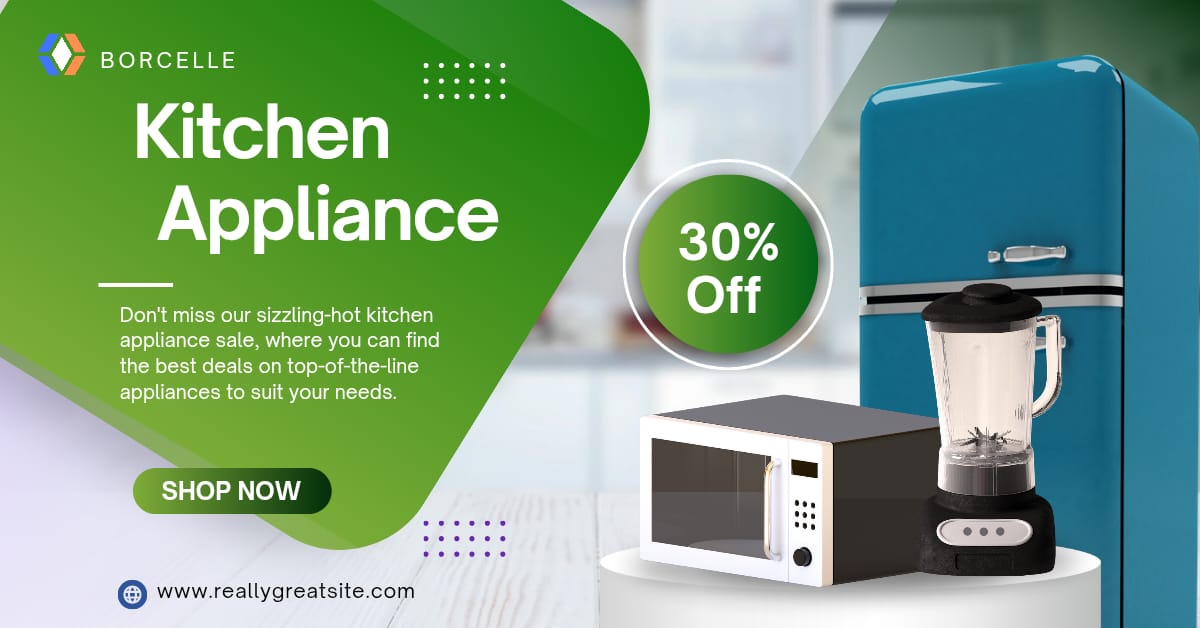 BORCELLE
Kitchen
Appliance
Don't miss our sizzling-hot kitchen
appliance sale, where you can find
the best deals on top-of-the-line
appliances to suit your needs.
SHOP NOW
www.reallygreatsite.com
30%
Off